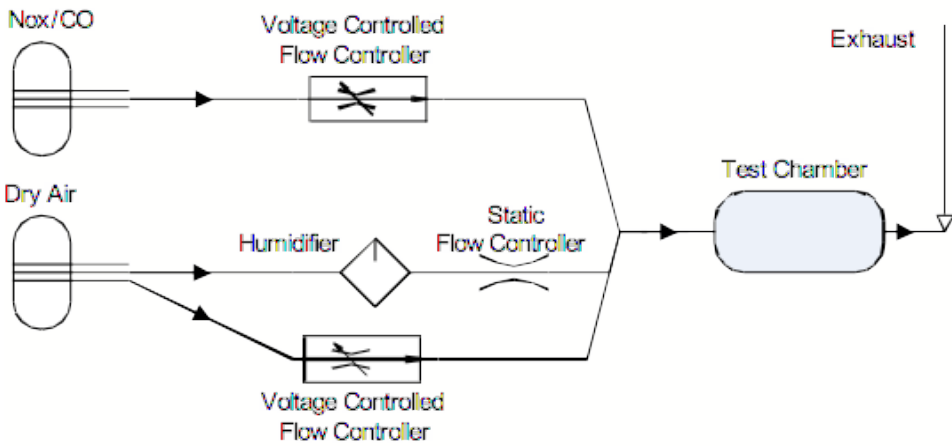 Nox/CO
Voltage Controlled
Flow Controller
Exhaust
Test Chamber
Dry Air
Humidifier
Static
Flow Controller
Voltage Controlled
Flow Controller